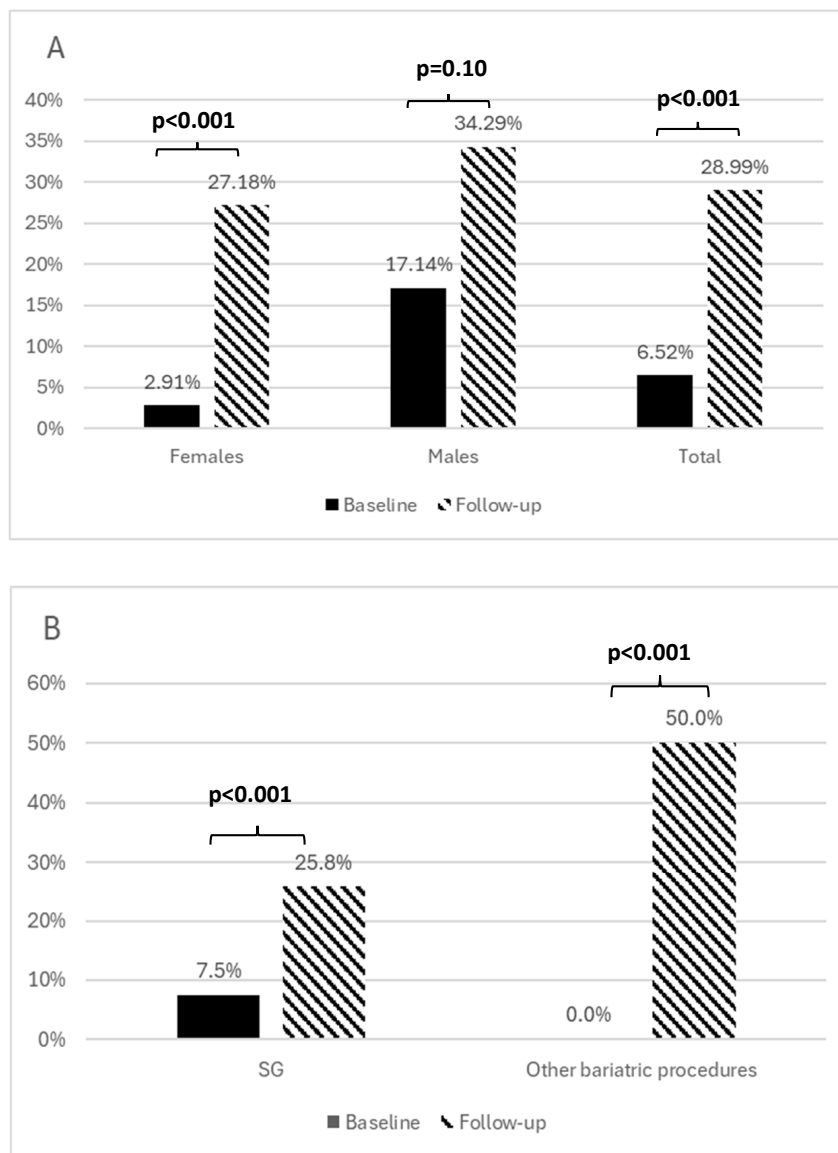 A
p=0.10
p<0.001
p<0.001
40%
35%
30%
25%
20%
15%
10%
5%
0%
34.29%
28.99%
27.18%
17.14%
6.52%
2.91%
Females Males Total
Baseline Follow-up
B
p<0.001
p<0.001
60%
50%
40%
30%
20%
10%
0%
50.0%
25.8%
7.5%
0.0%
SG Other bariatric procedures
Baseline Follow-up